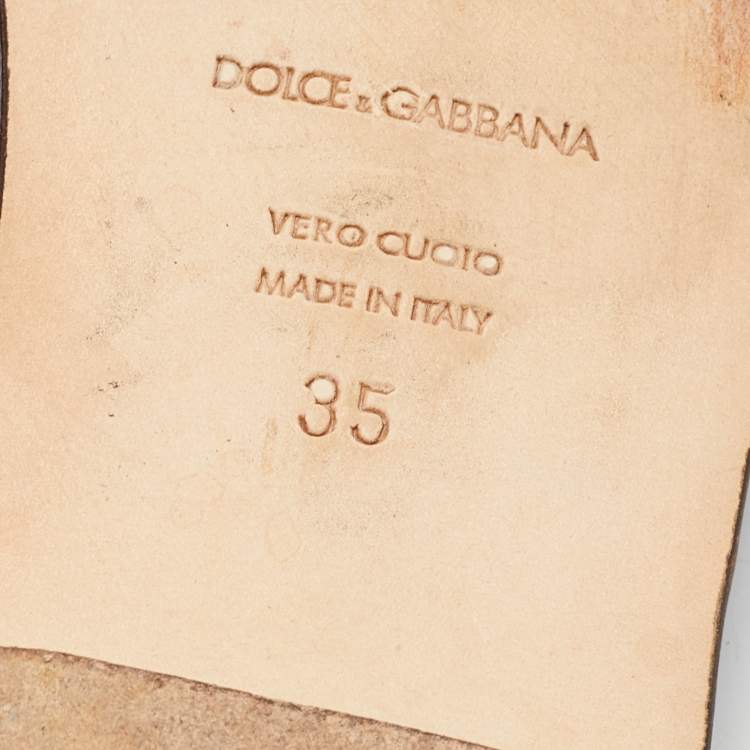 DOLCE & GABBANA
VERO CUOIO
MADE IN ITALY
35